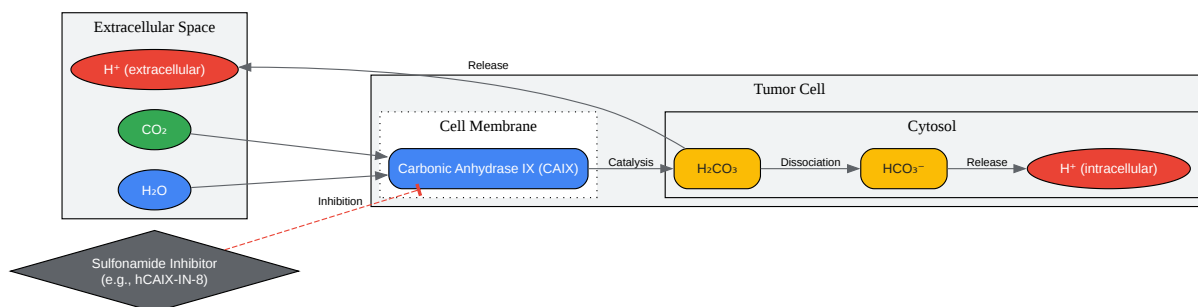 Extracellular Space
H⁺ (extracellular)
CO₂
H₂O
Sulfonamide Inhibitor
(e.g., hCAIX-IN-8)
Inhibition
Release
Tumor Cell
Cell Membrane
Carbonic Anhydrase IX (CAIX)
Catalysis
Cytosol
H₂CO₃
Dissociation
HCO₃⁻
Release
H⁺ (intracellular)